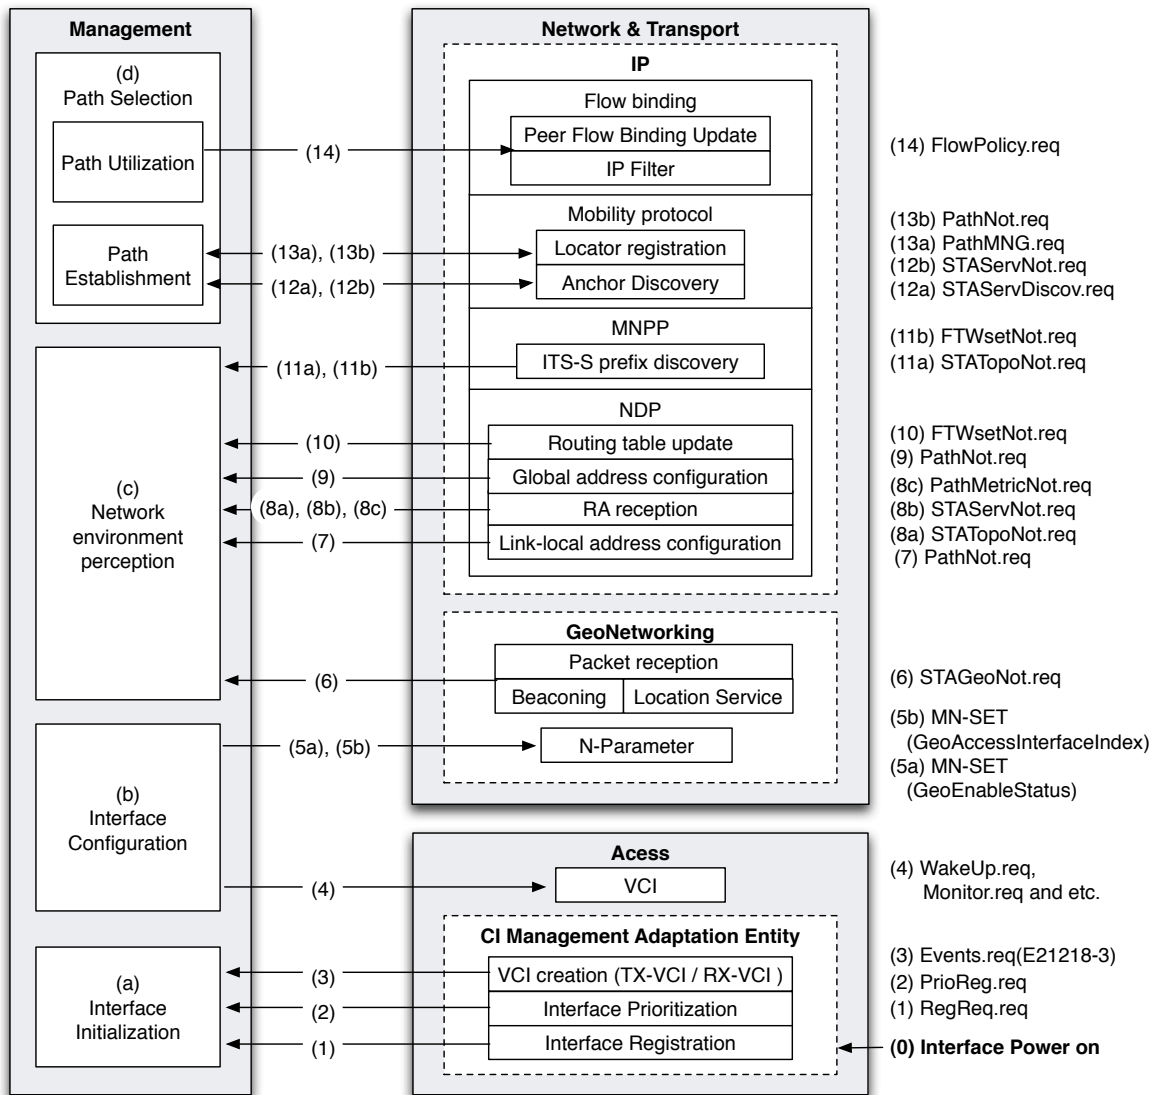 Management
(d)
Path Selection
Path Utilization
Path
Establishment
(c)
Network
environment
perception
(b)
Interface
Configuration
(a)
Interface
Initialization
(14)
(13a), (13b)
(12a), (12b)
(11a), (11b)
(10)
(9)
(8a), (8b), (8c)
(7)
(6)
(5a), (5b)
(4)
(3)
(2)
(1)
Network & Transport
IP
Flow binding
Peer Flow Binding Update
IP Filter
Mobility protocol
Locator registration
Anchor Discovery
MNPP
ITS-S prefix discovery
NDP
Routing table update
Global address configuration
RA reception
Link-local address configuration
GeoNetworking
Packet reception
Beaconing
Location Service
N-Parameter
Acess
VCI
CI Management Adaptation Entity
VCI creation (TX-VCI / RX-VCI )
Interface Prioritization
Interface Registration
(14) FlowPolicy.req
(13b) PathNot.req
(13a) PathMNG.req
(12b) STAServNot.req
(12a) STAServDiscov.req
(11b) FTWsetNot.req
(11a) STATopoNot.req
(10) FTWsetNot.req
(9) PathNot.req
(8c) PathMetricNot.req
(8b) STAServNot.req
(8a) STATopoNot.req
(7) PathNot.req
(6) STAGeoNot.req
(5b) MN-SET
(GeoAccessInterfaceIndex)
(5a) MN-SET
(GeoEnableStatus)
(4) WakeUp.req,
Monitor.req and etc.
(3) Events.req(E21218-3)
(2) PrioReg.req
(1) RegReq.req
(0) Interface Power on